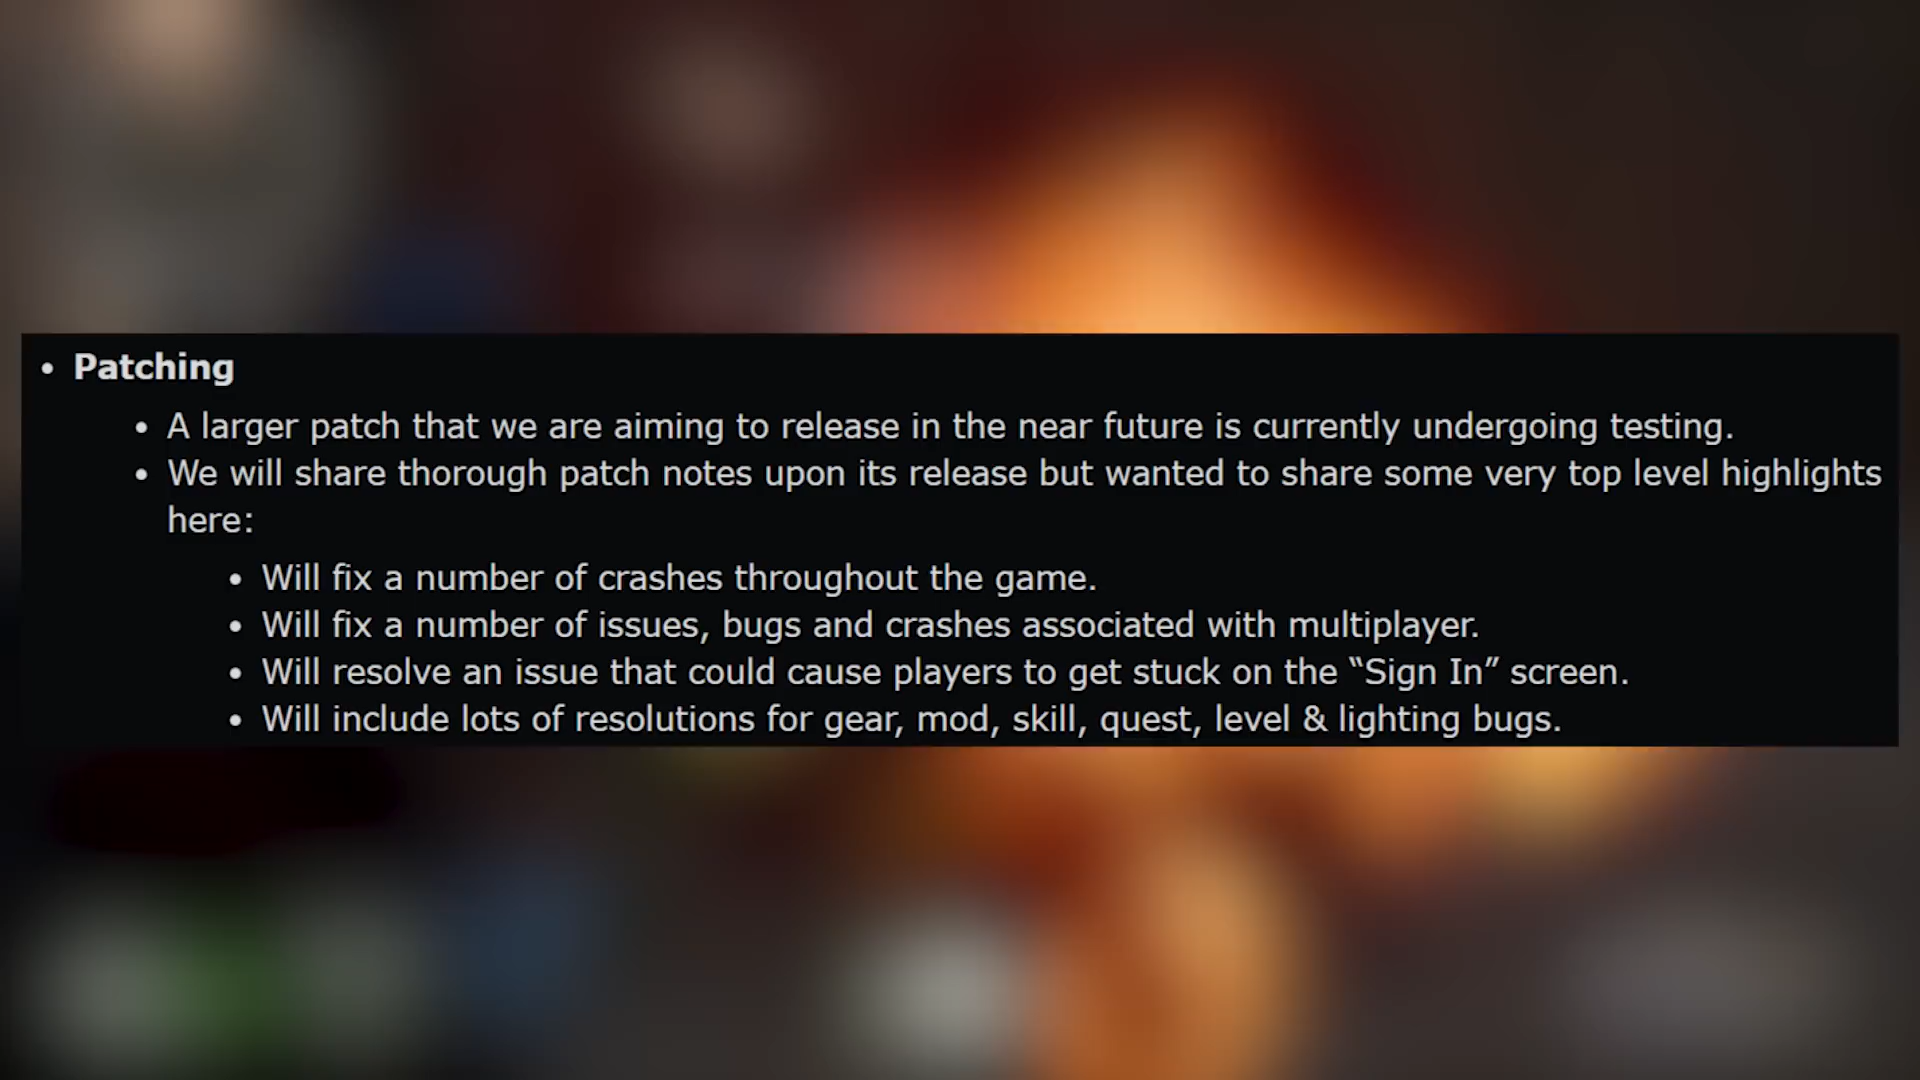 • Patching
• A larger patch that we are aiming to release in the near future is currently undergoing testing.
• We will share thorough patch notes upon its release but wanted to share some very top level highlights
here:
• Will fix a number of crashes throughout the game.
• Will fix a number of issues, bugs and crashes associated with multiplayer.
• Will resolve an issue that could cause players to get stuck on the “Sign In” screen.
• Will include lots of resolutions for gear, mod, skill, quest, level & lighting bugs.